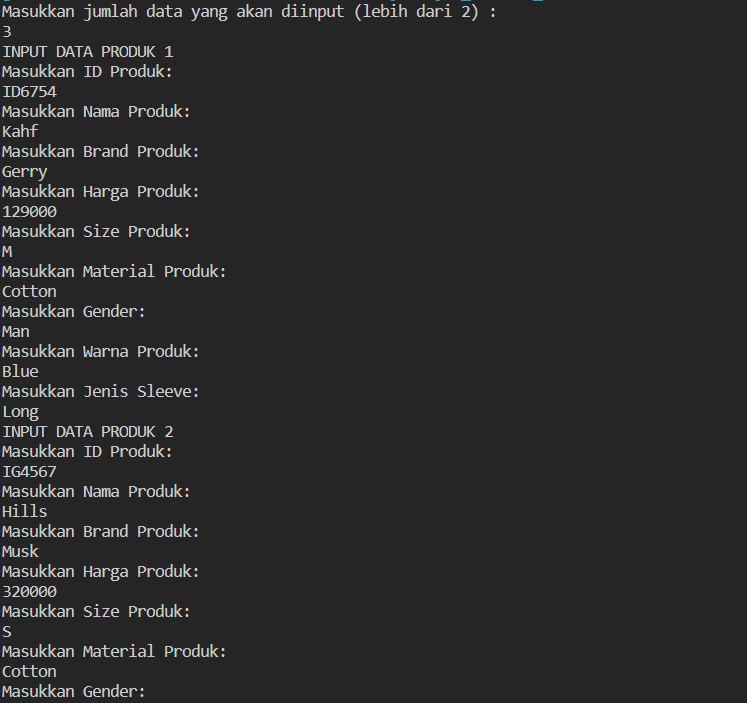 Masukkan jumlah data yang akan diinput (lebih dari 2) :
3
INPUT DATA PRODUK 1
Masukkan ID Produk:
ID6754
Masukkan Nama Produk:
Kahf
Masukkan Brand Produk:
Gerry
Masukkan Harga Produk:
129000
Masukkan Size Produk:
M
Masukkan Material Produk:
Cotton
Masukkan Gender:
Man
Masukkan Warna Produk:
Blue
Masukkan Jenis Sleeve:
Long
INPUT DATA PRODUK 2
Masukkan ID Produk:
IG4567
Masukkan Nama Produk:
Hills
Masukkan Brand Produk:
Musk
Masukkan Harga Produk:
320000
Masukkan Size Produk:
S
Masukkan Material Produk:
Cotton
Masukkan Gender: